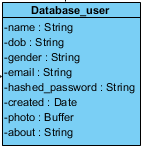 Database_user
-name : String
-dob : String
-gender : String
-email : String
-hashed_password : String
-created : Date
-photo : Buffer
-about : String